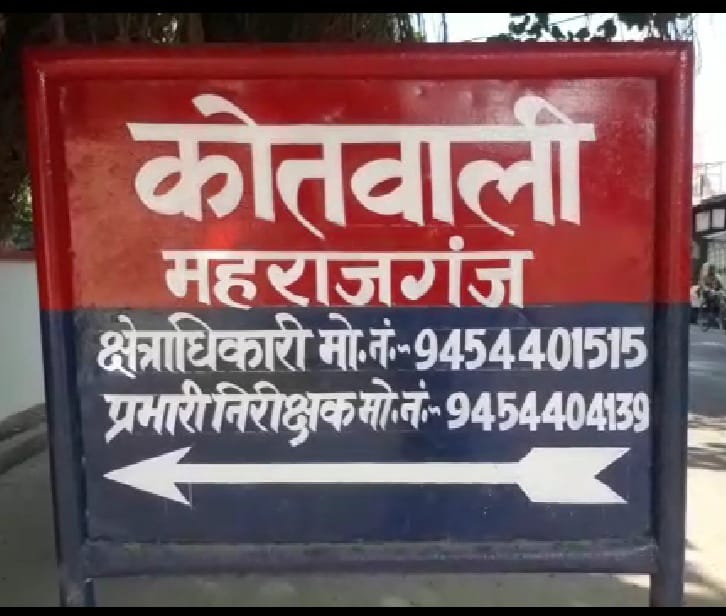 कोतवाली
महराजगंज
क्षेत्राधिकारी मो.नं.-9454401515
प्रभारी निरीक्षक मो.नं.-9454404139